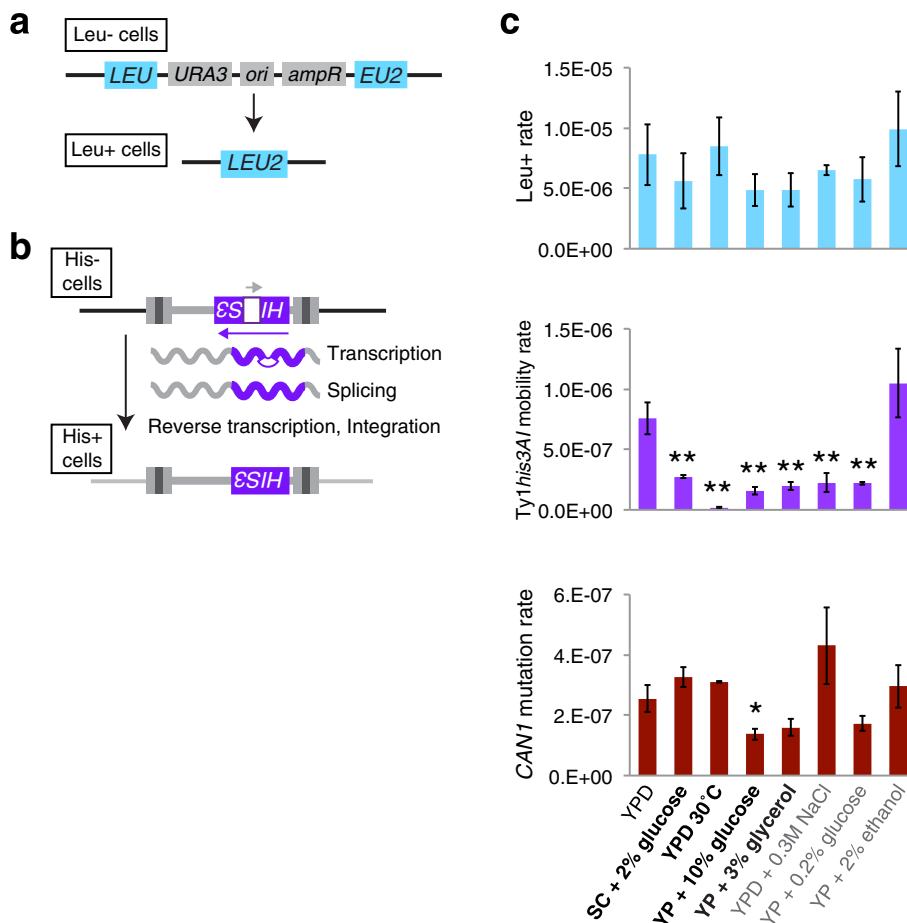 a
Leu- cells
LEU URA3 ori ampR EU2
Leu+ cells
LEU2
b
His-
cells
HI S3
Transcription
Splicing
Reverse transcription, Integration
His+
cells
HIS3
c
1.5E-05
1.0E-05
5.0E-06
0.0E+00
Leu+ rate
1.5E-06
1.0E-06
5.0E-07
0.0E+00
Ty1his3AI mobility rate
** ** ** ** ** **
6.E-07
4.E-07
2.E-07
0.E+00
CAN1 mutation rate
*
YPD
SC + 2% glucose
YPD 30˚C
YP + 10% glucose
YP + 3% glycerol
YPD + 0.3M NaCl
YP + 0.2% glucose
YP + 2% ethanol